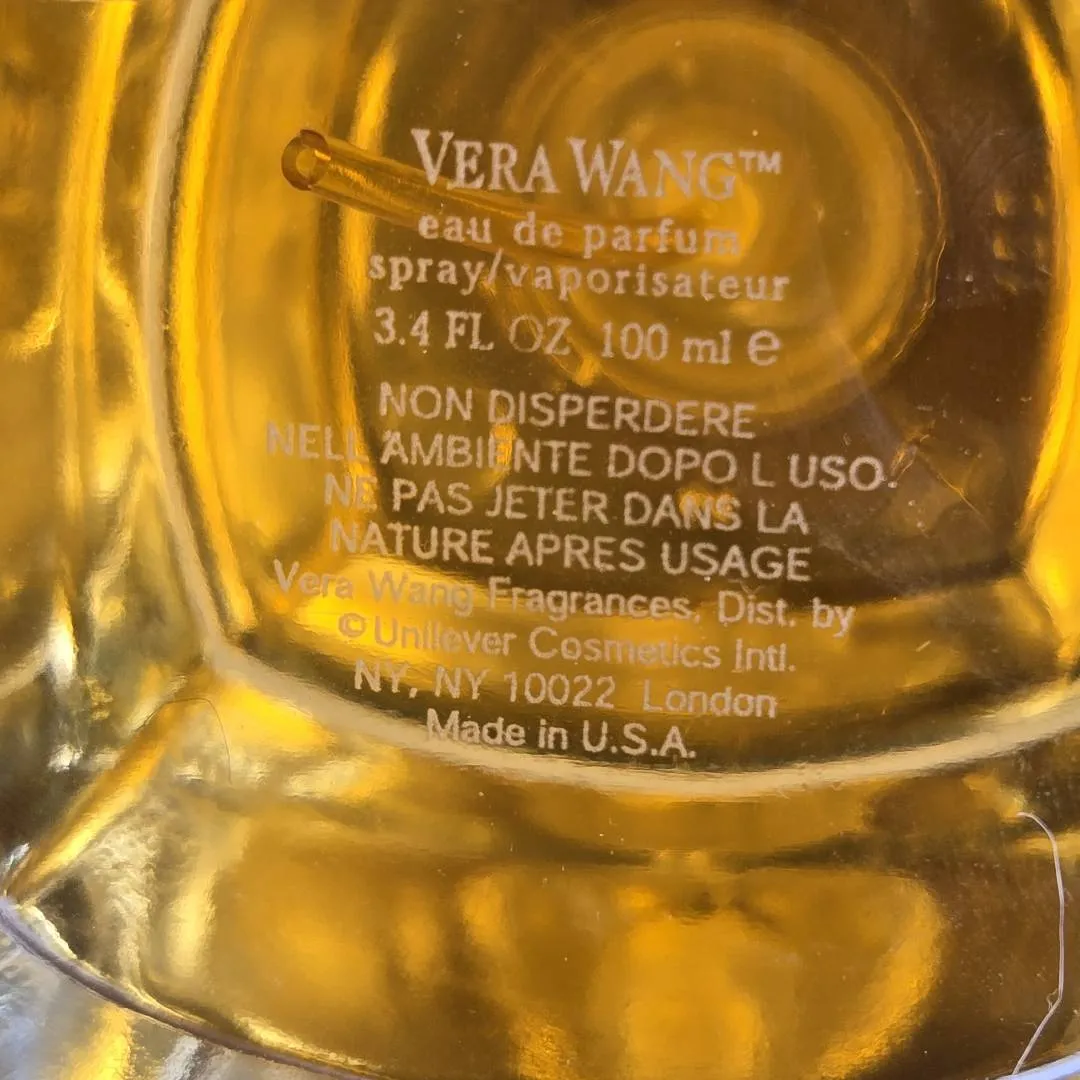 VERA WANG™
eau de parfum
spray/vaporisateur
3.4 FL OZ 100 ml ℮
NON DISPERDERE
NELL'AMBIENTE DOPO L USO.
NE PAS JETER DANS LA
NATURE APRES USAGE
Vera Wang Fragrances, Dist. by
© Unilever Cosmetics Intl.
NY, NY 10022 London
Made in U.S.A.